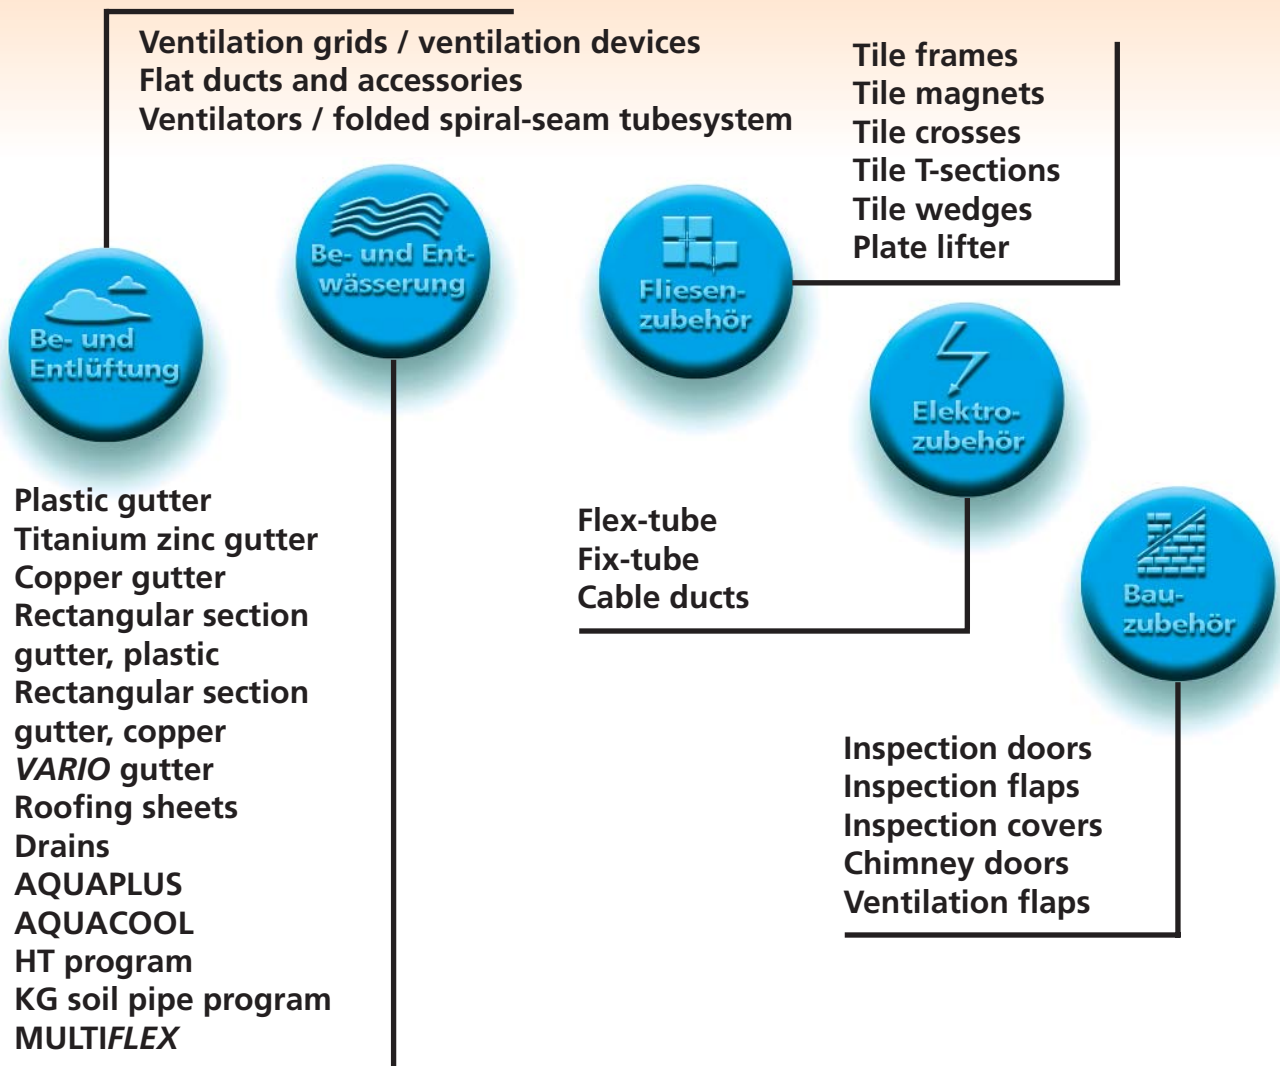 Ventilation grids / ventilation devices
Flat ducts and accessories
Ventilators / folded spiral-seam tubesystem
Tile frames
Tile magnets
Tile crosses
Tile T-sections
Tile wedges
Plate lifter
Be- und
Entlüftung
Be- und Ent-
wässerung
Fliesen-
zubehör
Elektro-
zubehör
Bau-
zubehör
Plastic gutter
Titanium zinc gutter
Copper gutter
Rectangular section
gutter, plastic
Rectangular section
gutter, copper
VARIO gutter
Roofing sheets
Drains
AQUAPLUS
AQUACOOL
HT program
KG soil pipe program
MULTIFLEX
Flex-tube
Fix-tube
Cable ducts
Inspection doors
Inspection flaps
Inspection covers
Chimney doors
Ventilation flaps